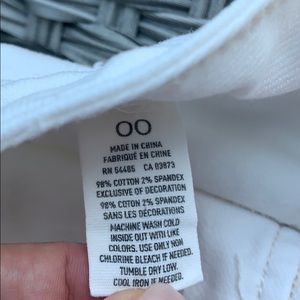 00
MADE IN CHINA
FABRIQUÉ EN CHINE
RN 54485 CA 03873
98% COTTON 2% SPANDEX
EXCLUSIVE OF DECORATION
98% COTTON 2% SPANDEX
SANS LES DÉCORATIONS
MACHINE WASH COLD
INSIDE OUT WITH LIKE
COLORS. USE ONLY NON
CHLORINE BLEACH IF NEEDED.
TUMBLE DRY LOW.
COOL IRON IF NEEDED.